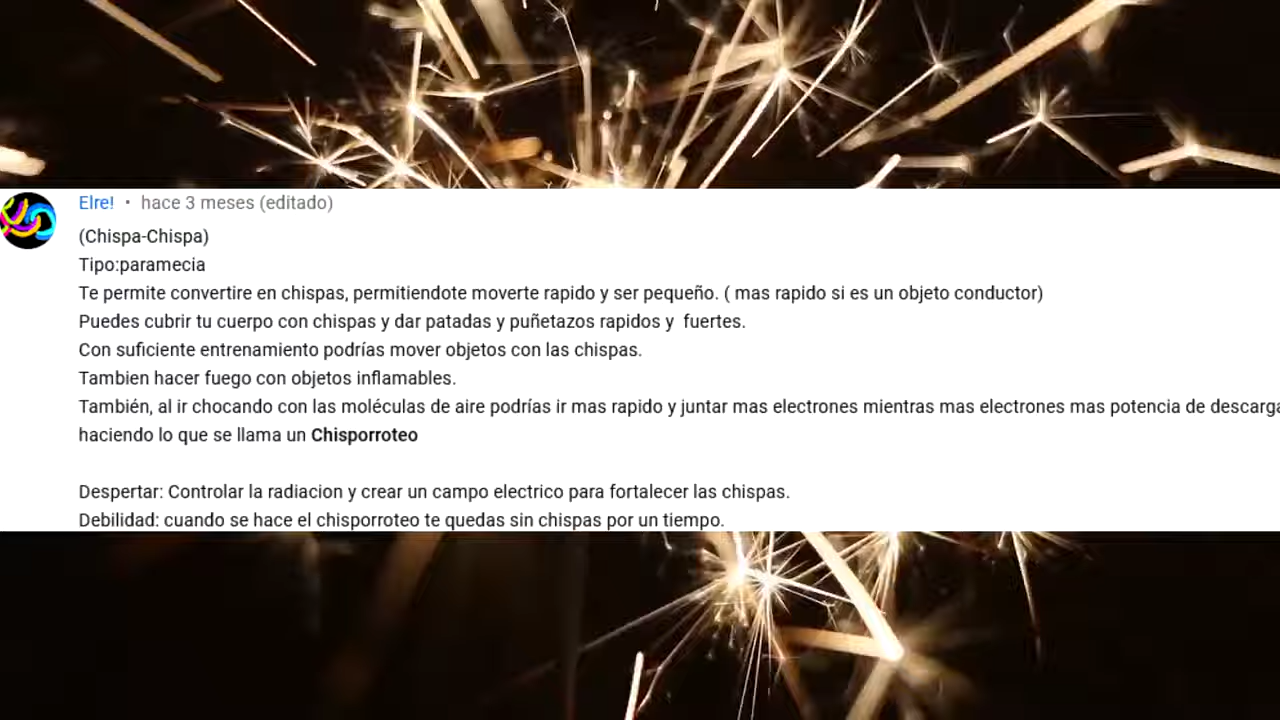 Elre! • hace 3 meses (editado)
(Chispa-Chispa)
Tipo:paramecia
Te permite convertire en chispas, permitiendote moverte rapido y ser pequeño. ( mas rapido si es un objeto conductor)
Puedes cubrir tu cuerpo con chispas y dar patadas y puñetazos rapidos y  fuertes.
Con suficiente entrenamiento podrías mover objetos con las chispas.
Tambien hacer fuego con objetos inflamables.
También, al ir chocando con las moléculas de aire podrías ir mas rapido y juntar mas electrones mientras mas electrones mas potencia de descarga
haciendo lo que se llama un Chisporroteo
Despertar: Controlar la radiacion y crear un campo electrico para fortalecer las chispas.
Debilidad: cuando se hace el chisporroteo te quedas sin chispas por un tiempo.